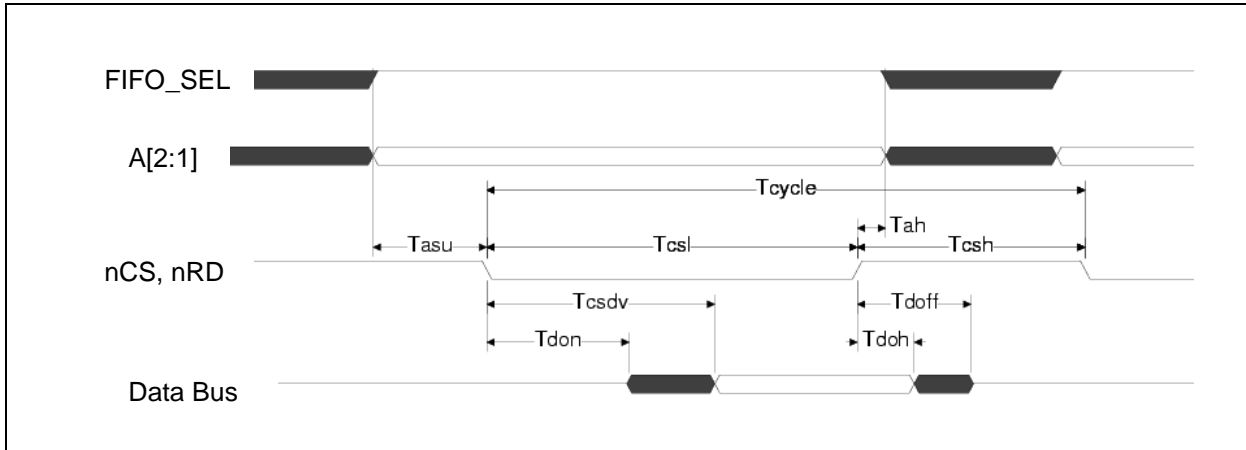 FIFO_SEL
A[2:1]
Tcycle
Tah
Tasu
Tcsl
Tcsh
nCS, nRD
Tcsdv
Tdoff
Tdon
Tdoh
Data Bus